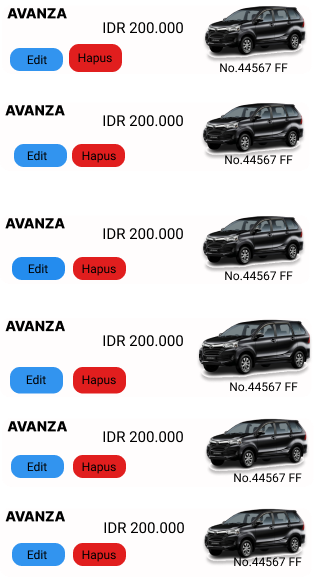 AVANZA
IDR 200.000
Edit
Hapus
No.44567 FF
AVANZA
IDR 200.000
Edit
Hapus
No.44567 FF
AVANZA
IDR 200.000
Edit
Hapus
No.44567 FF
AVANZA
IDR 200.000
Edit
Hapus
No.44567 FF
AVANZA
IDR 200.000
Edit
Hapus
No.44567 FF
AVANZA
IDR 200.000
Edit
Hapus
No.44567 FF